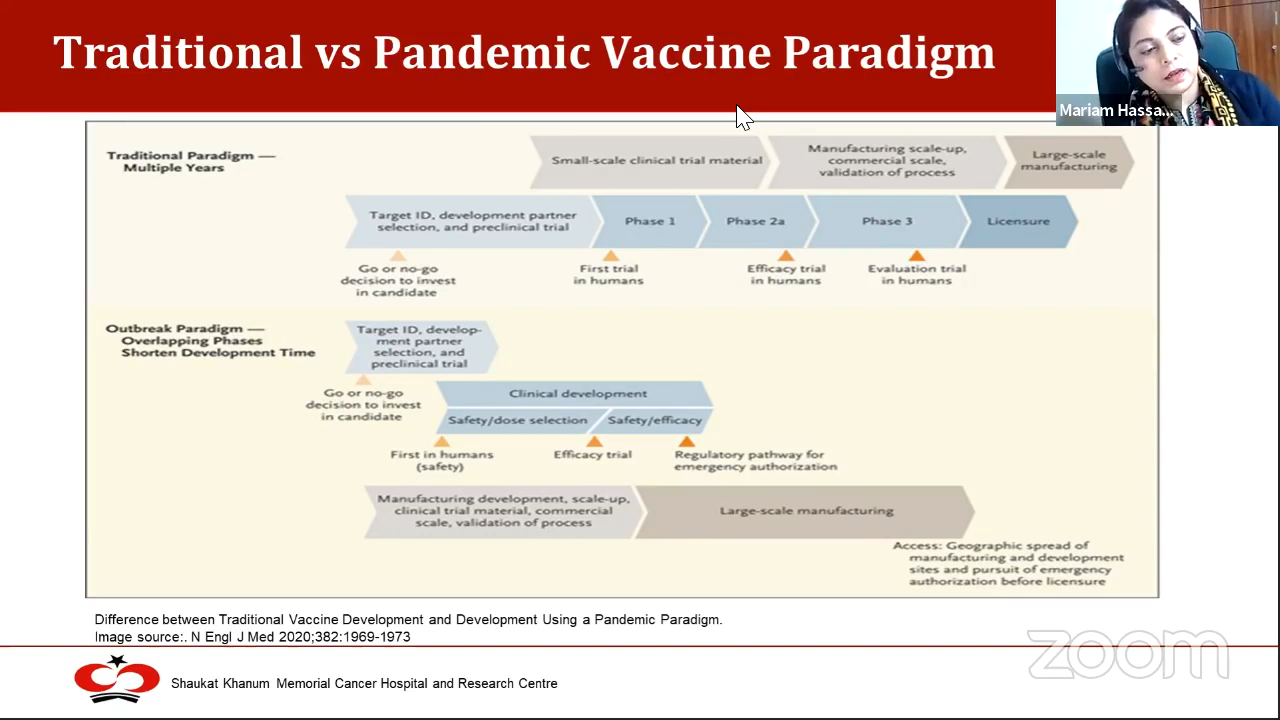 Traditional vs Pandemic Vaccine Paradigm
Mariam Hassa...
Traditional Paradigm —
Multiple Years
Small-scale clinical trial material
Manufacturing scale-up,
commercial scale,
validation of process
Large-scale
manufacturing
Target ID, development partner
selection, and preclinical trial
Phase 1
Phase 2a
Phase 3
Licensure
Go or no-go
decision to invest
in candidate
First trial
in humans
Efficacy trial
in humans
Evaluation trial
in humans
Outbreak Paradigm —
Overlapping Phases
Shorten Development Time
Target ID, develop-
ment partner
selection, and
preclinical trial
Go or no-go
decision to invest
in candidate
Clinical development
Safety/dose selection
Safety/efficacy
First in humans
(safety)
Efficacy trial
Regulatory pathway for
emergency authorization
Manufacturing development, scale-up,
clinical trial material, commercial
scale, validation of process
Large-scale manufacturing
Access: Geographic spread of
manufacturing and development
sites and pursuit of emergency
authorization before licensure
Difference between Traditional Vaccine Development and Development Using a Pandemic Paradigm.
Image source:. N Engl J Med 2020;382:1969-1973
zoom
Shaukat Khanum Memorial Cancer Hospital and Research Centre